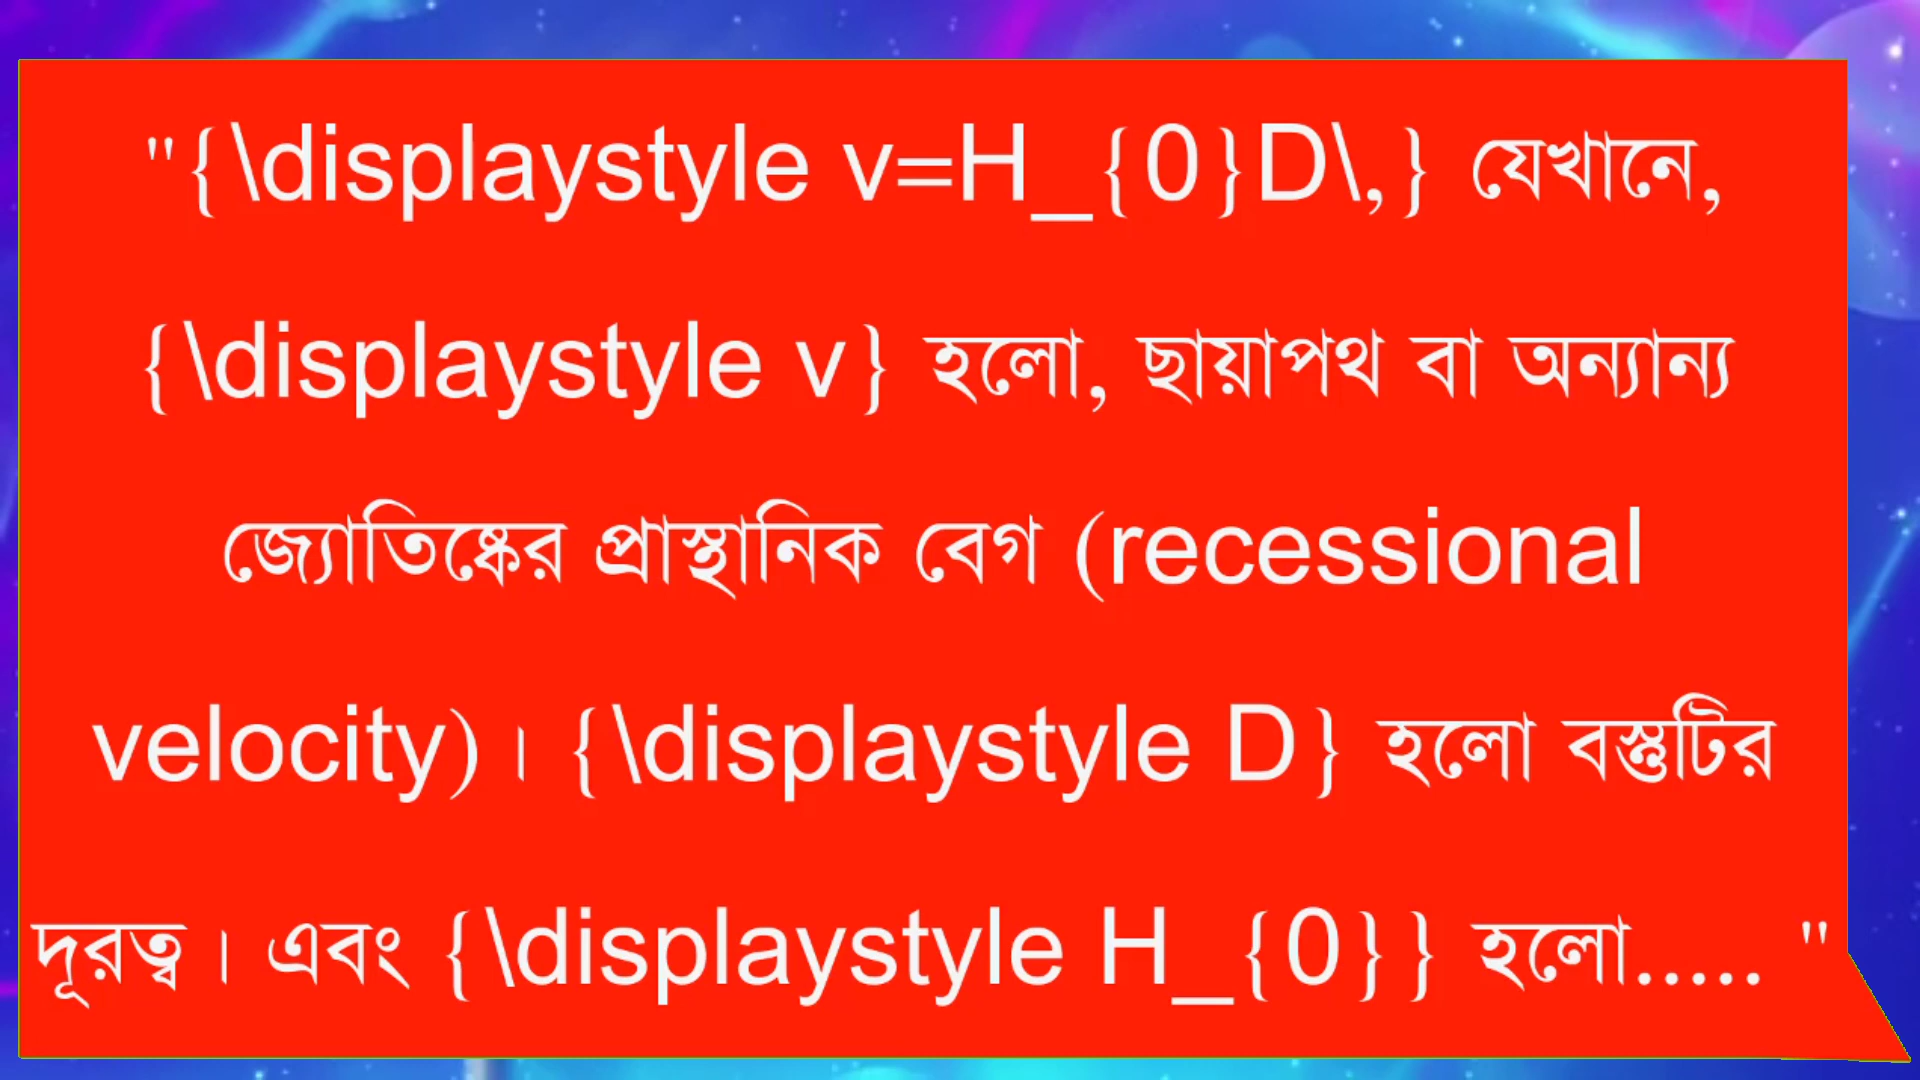 "{\displaystyle v=H_{0}D\,} যেখানে,
{\displaystyle v} হলো, ছায়াপথ বা অন্যান্য
জ্যোতিষ্কের প্রাস্থানিক বেগ (recessional
velocity)। {\displaystyle D} হলো বস্তুটির
দূরত্ব। এবং {\displaystyle H_{0}} হলো..... "